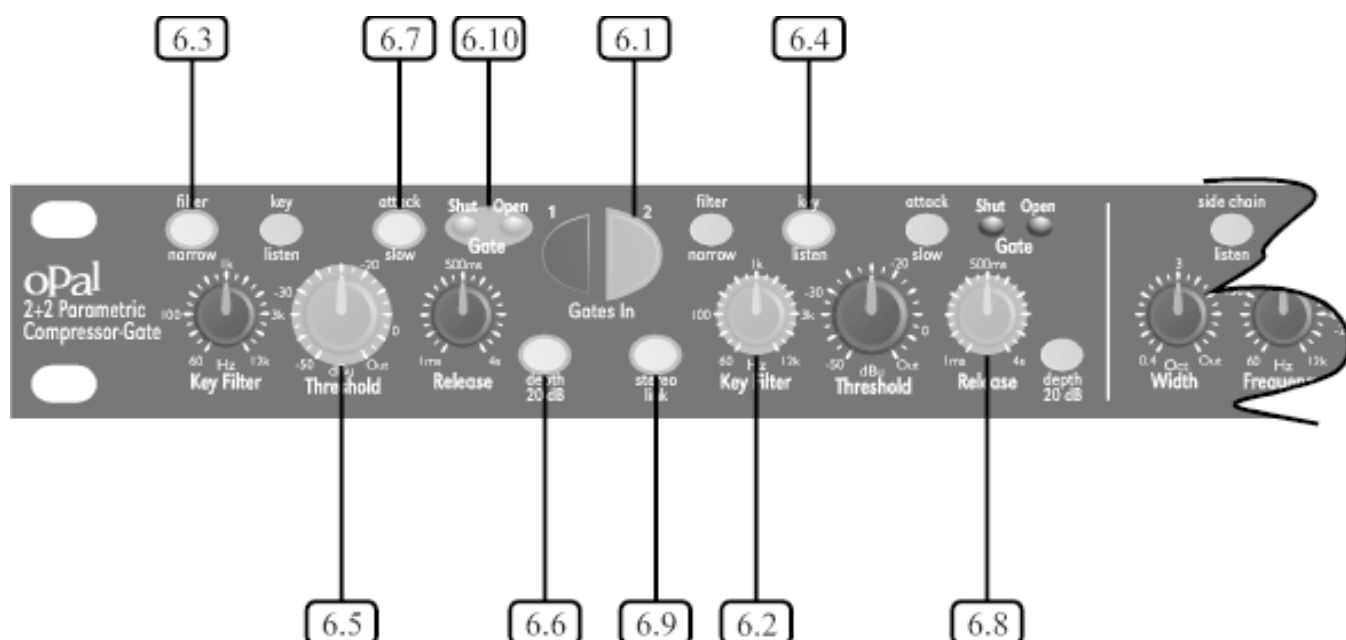 6.3
6.7
6.10
6.1
6.4
filter
key
attack
Shut
Open
1
2
filter
key
attack
Shut
Open
side chain
narrow
listen
slow
Gate
narrow
listen
slow
Gate
listen
oPal
2+2 Parametric
Compressor-Gate
1k
100
3k
60
Hz
12k
Key Filter
-20
-30
0
-50
dBu
Out
Threshold
500ms
1ms
4s
Release
Gates In
depth
20 dB
stereo
link
1k
100
3k
60
Hz
12k
Key Filter
-20
-30
0
-50
dBu
Out
Threshold
500ms
1ms
4s
Release
depth
20 dB
3
0.4
Oct
Out
Width
60
Hz
12k
6.5
6.6
6.9
6.2
6.8